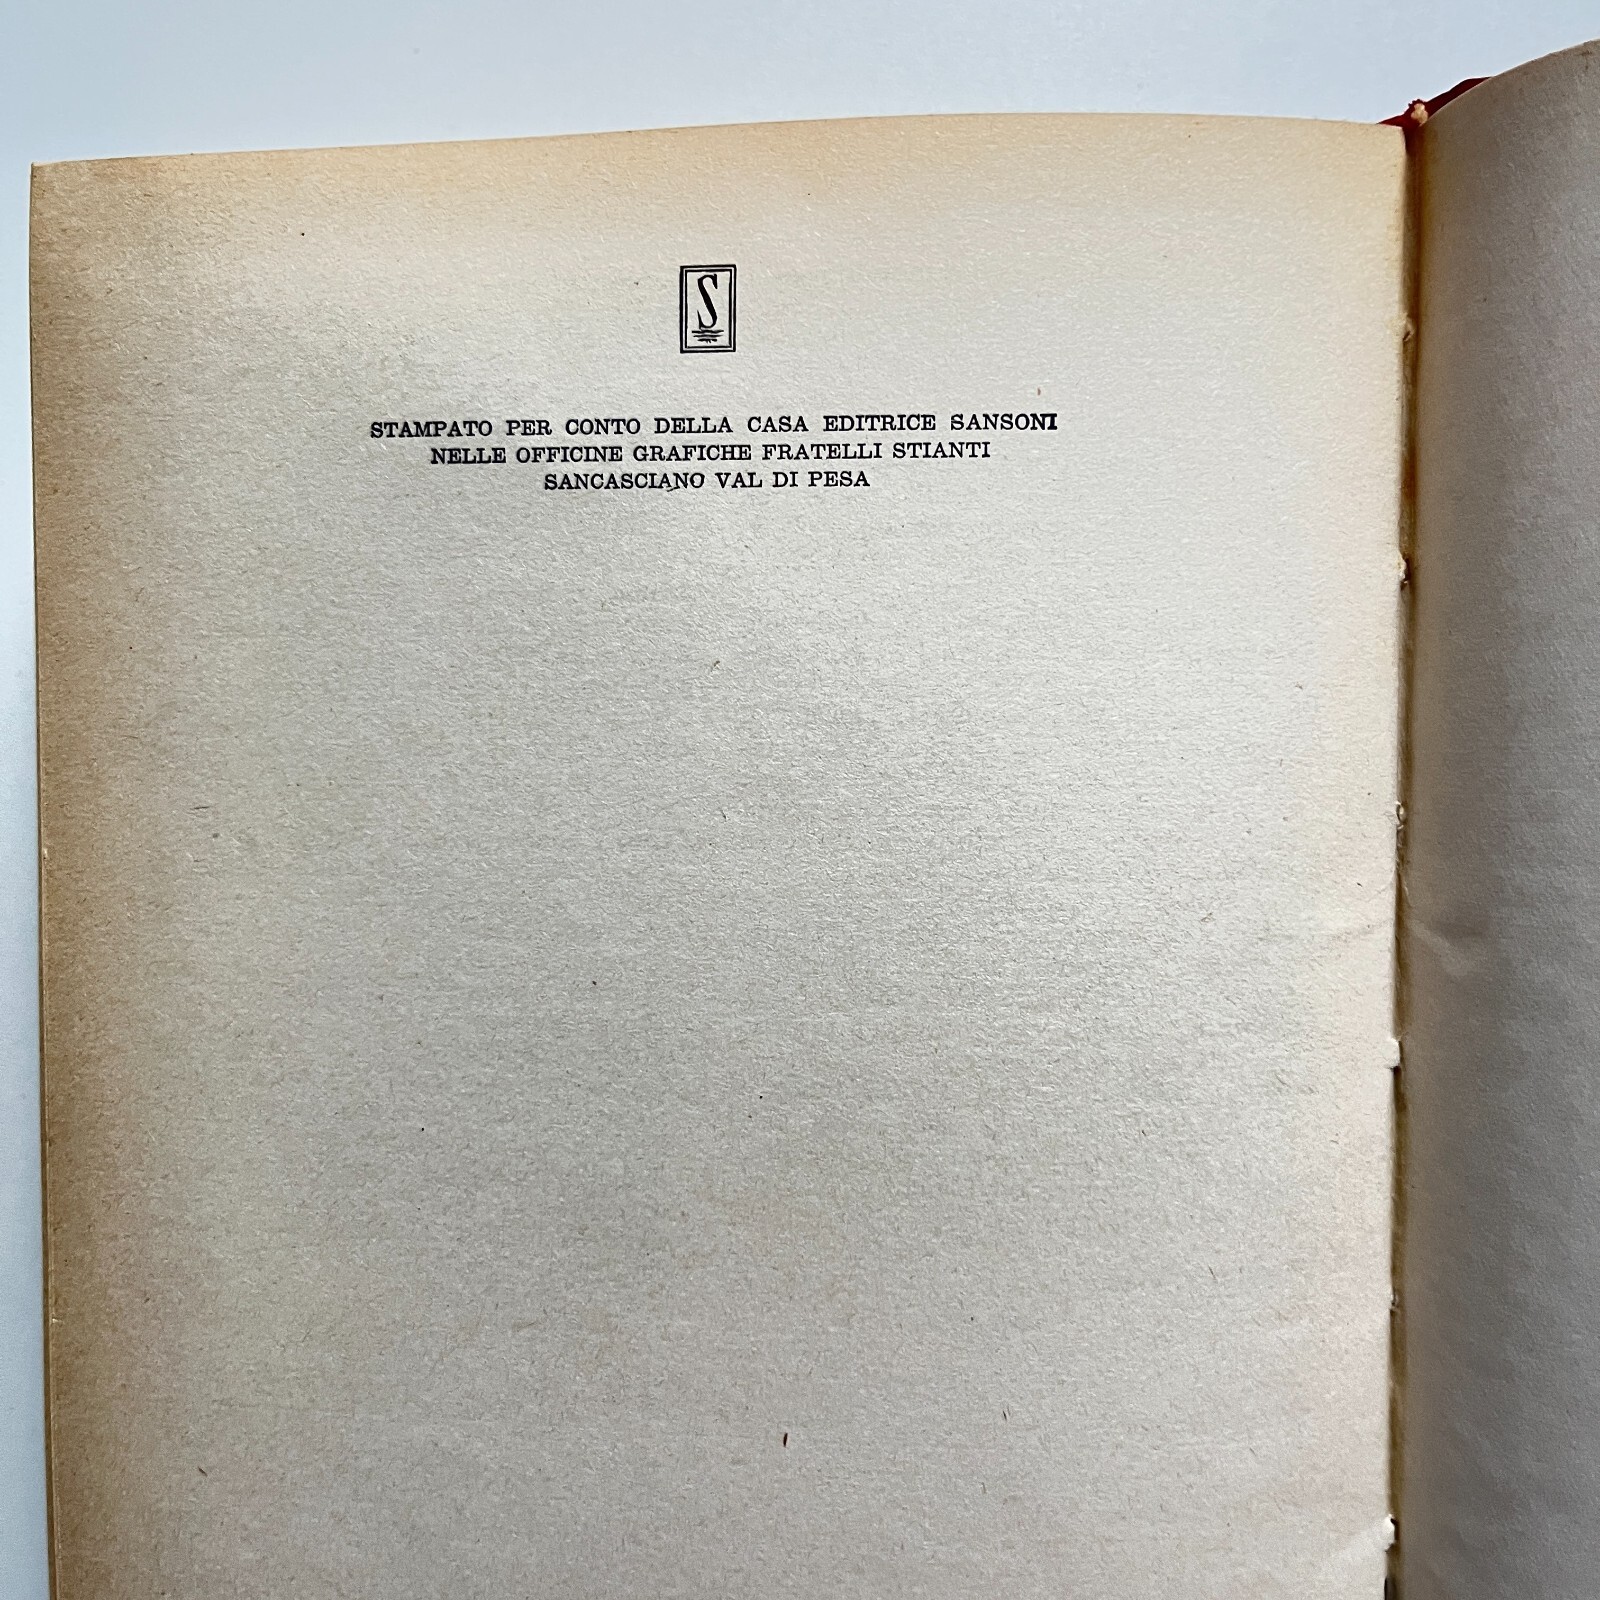 S
STAMPATO PER CONTO DELLA CASA EDITRICE SANSONI
NELLE OFFICINE GRAFICHE FRATELLI STIANTI
SANCASCIANO VAL DI PESA